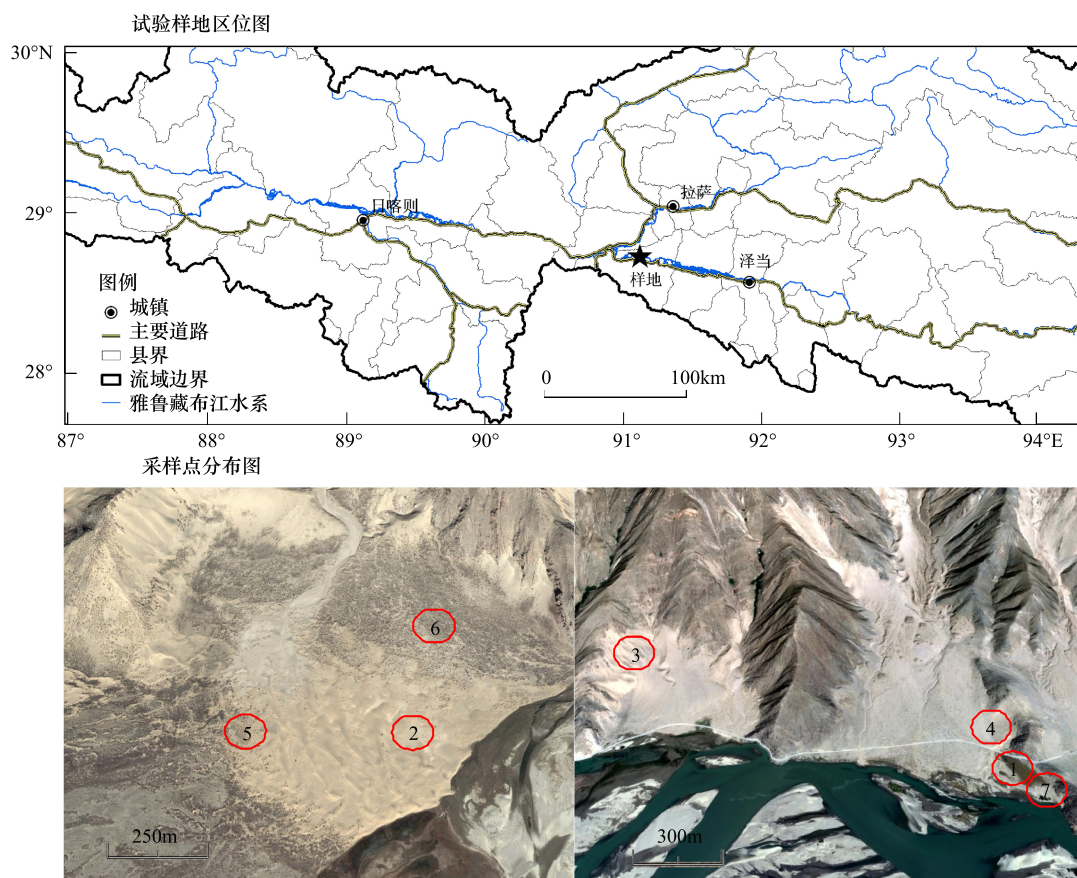 试验样地区位图
30°N
29°
28°
拉萨
日喀则
泽当
样地
图例
城镇
主要道路
县界
流域边界
雅鲁藏布江水系
0 100km
87° 88° 89° 90° 91° 92° 93° 94°E
采样点分布图
6
5
2
250m
3
4
1
7
300m